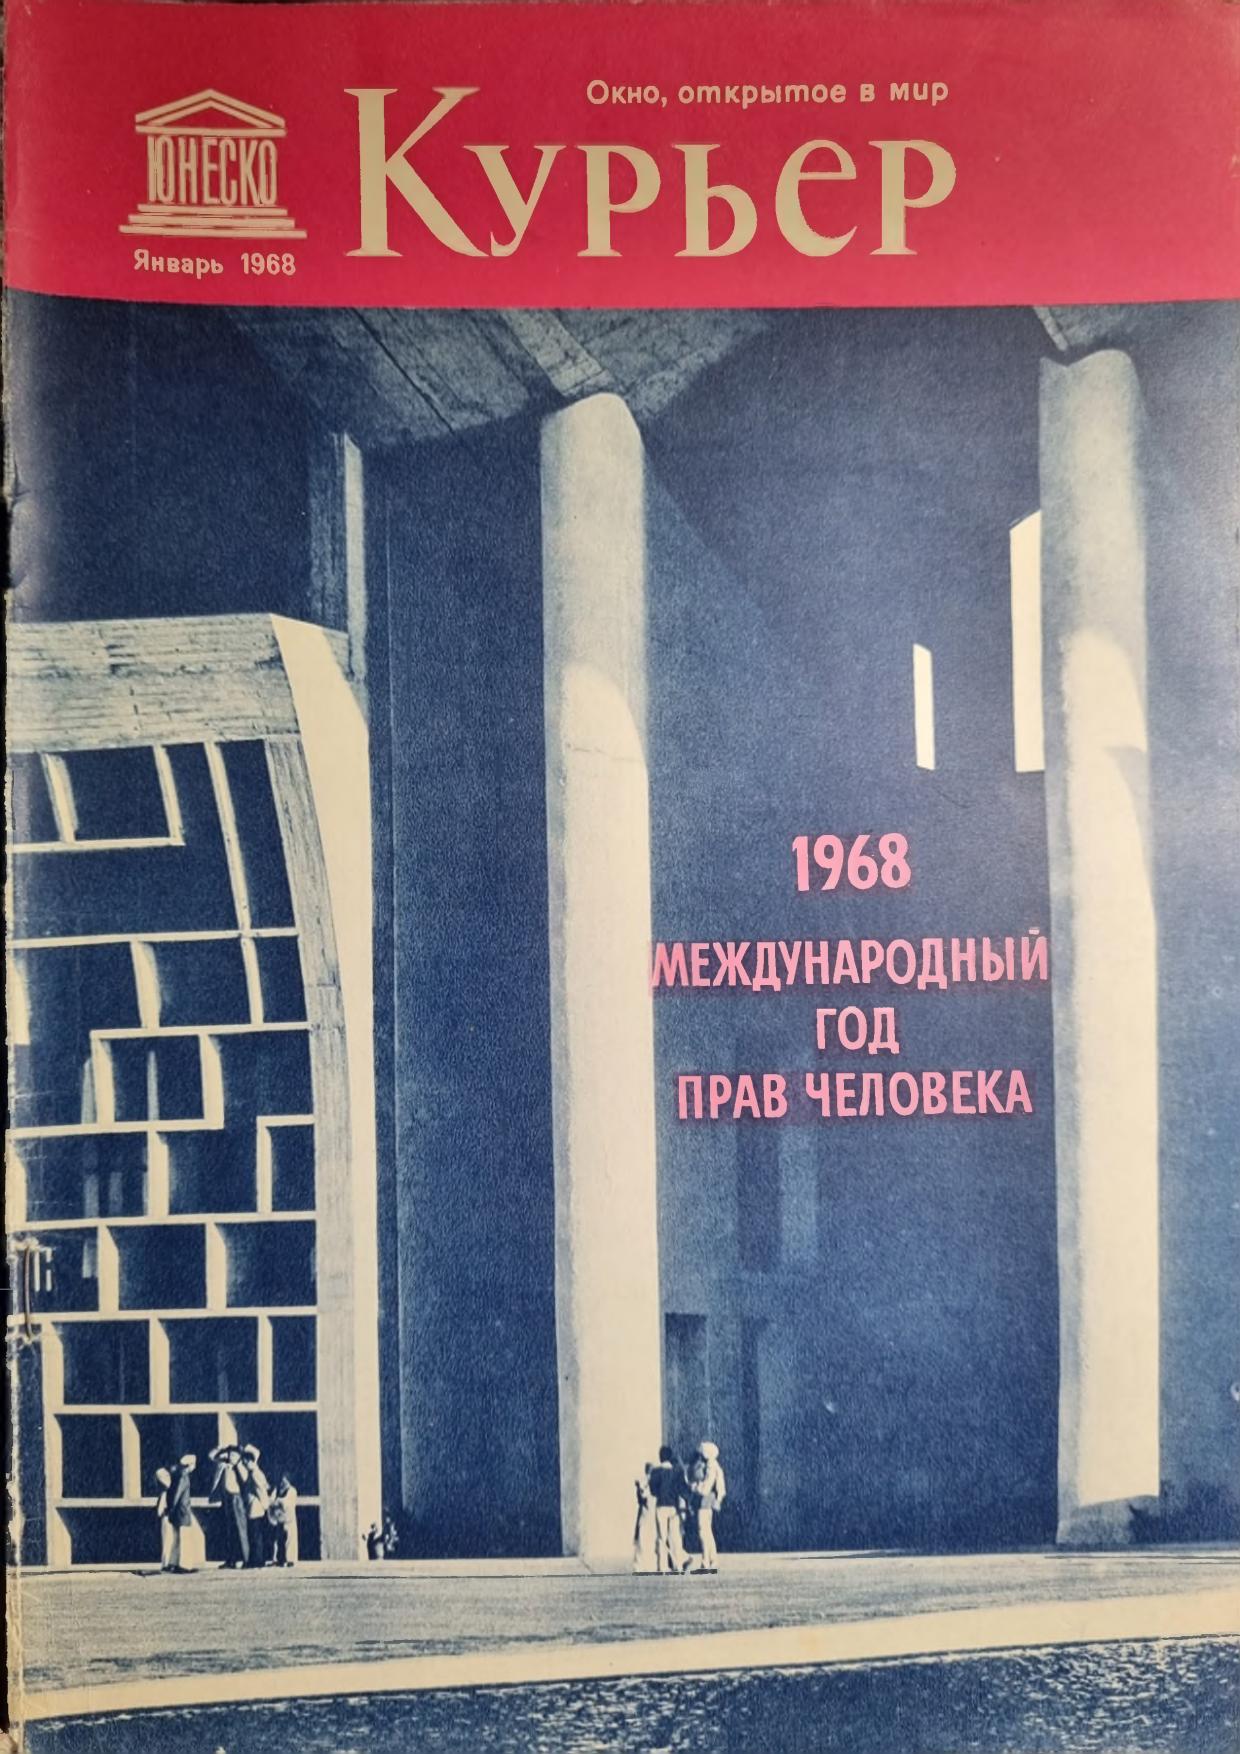 Окно, открытое в мир
ЮНЕСКО
Курьер
Январь 1968
1968
МЕЖДУНАРОДНЫЙ
ГОД
ПРАВ ЧЕЛОВЕКА